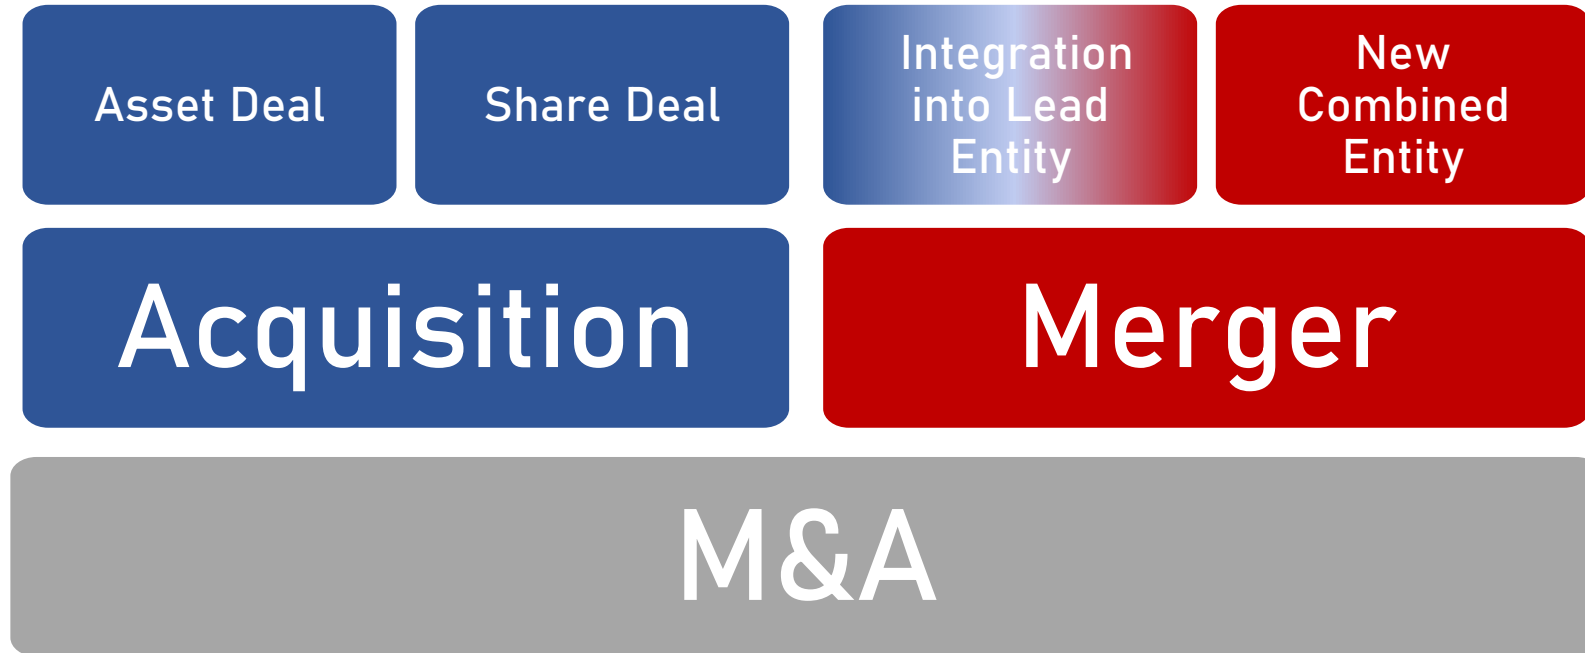 Asset Deal
Share Deal
Integration
into Lead
Entity
New
Combined
Entity
Acquisition
Merger
M&A